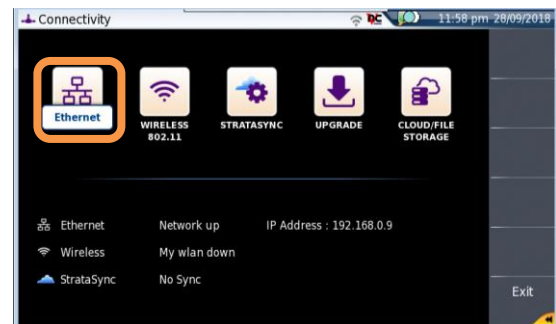 Connectivity
11:58 pm 28/09/2018
Ethernet
WIRELESS
802.11
STRATASYNC
UPGRADE
CLOUD/FILE
STORAGE
Ethernet Network up IP Address : 192.168.0.9
Wireless My wlan down
StrataSync No Sync
Exit